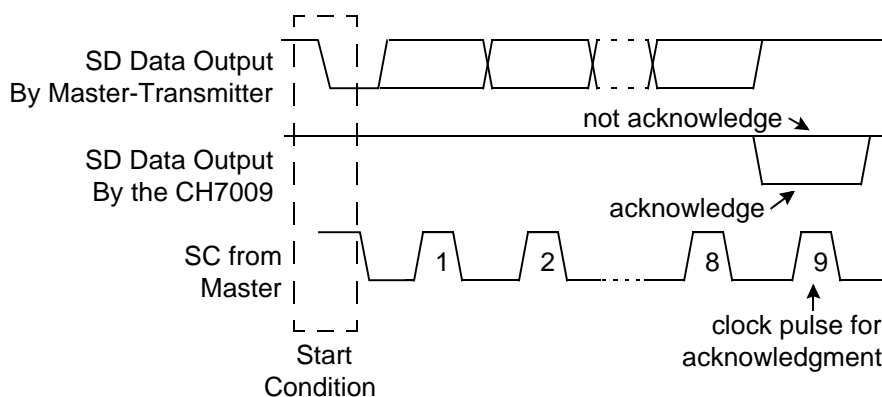 SD Data Output
By Master-Transmitter
not acknowledge
SD Data Output
By the CH7009
acknowledge
SC from
Master
1
2
8
9
clock pulse for
acknowledgment
Start
Condition